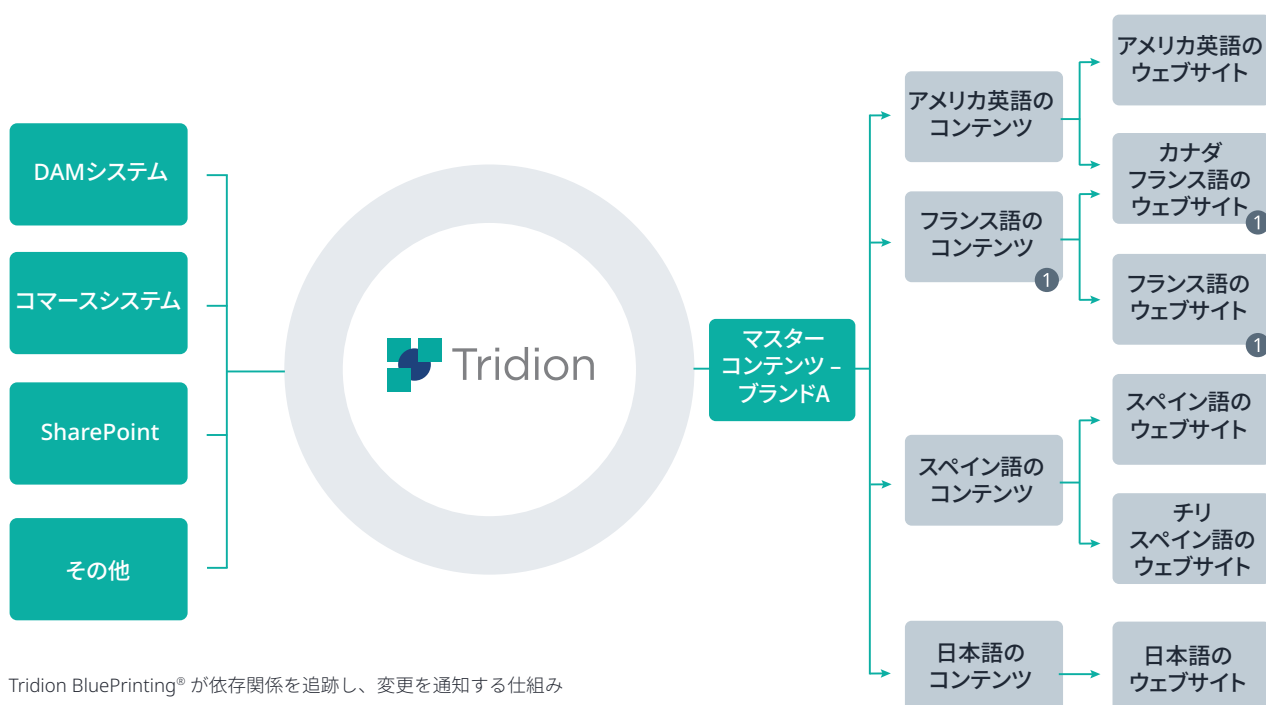 DAMシステム
コマースシステム
SharePoint
その他
Tridion
マスター
コンテンツ –
ブランドA
アメリカ英語の
コンテンツ
フランス語の
コンテンツ
1
スペイン語の
コンテンツ
日本語の
コンテンツ
アメリカ英語の
ウェブサイト
カナダ
フランス語の
ウェブサイト
1
フランス語の
ウェブサイト
1
スペイン語の
ウェブサイト
チリ
スペイン語の
ウェブサイト
日本語の
ウェブサイト
Tridion BluePrinting® が依存関係を追跡し、変更を通知する仕組み